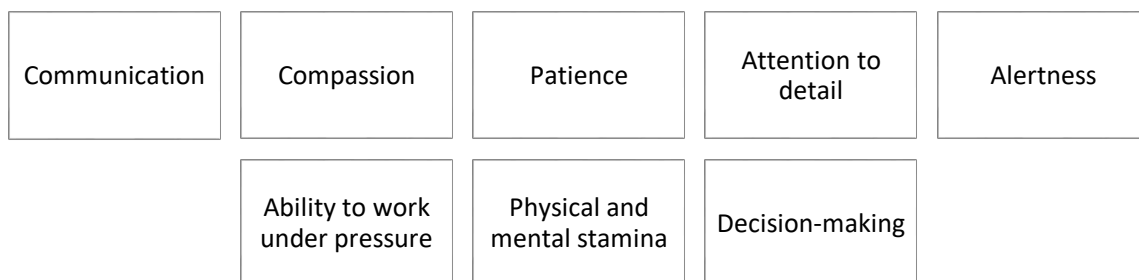 Communication
Compassion
Patience
Attention to
detail
Alertness
Ability to work
under pressure
Physical and
mental stamina
Decision-making